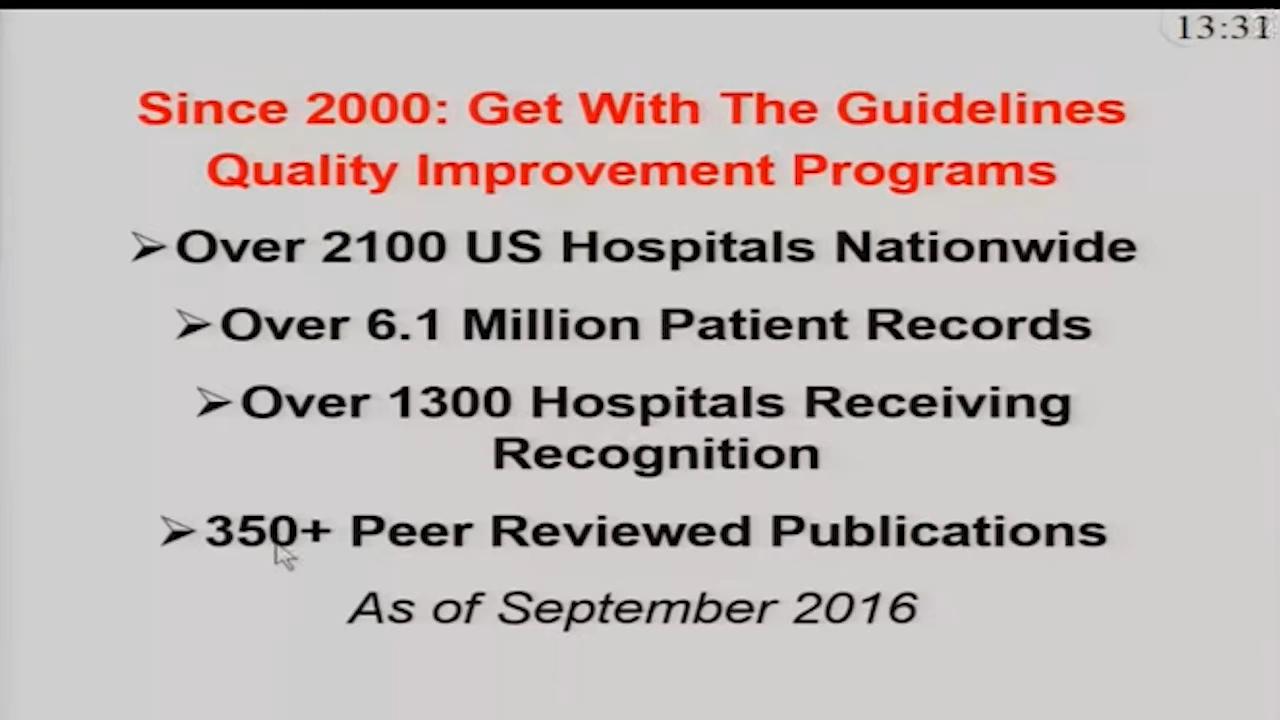 13:31
Since 2000: Get With The Guidelines
Quality Improvement Programs
➢Over 2100 US Hospitals Nationwide
➢Over 6.1 Million Patient Records
➢Over 1300 Hospitals Receiving
Recognition
➢350+ Peer Reviewed Publications
As of September 2016